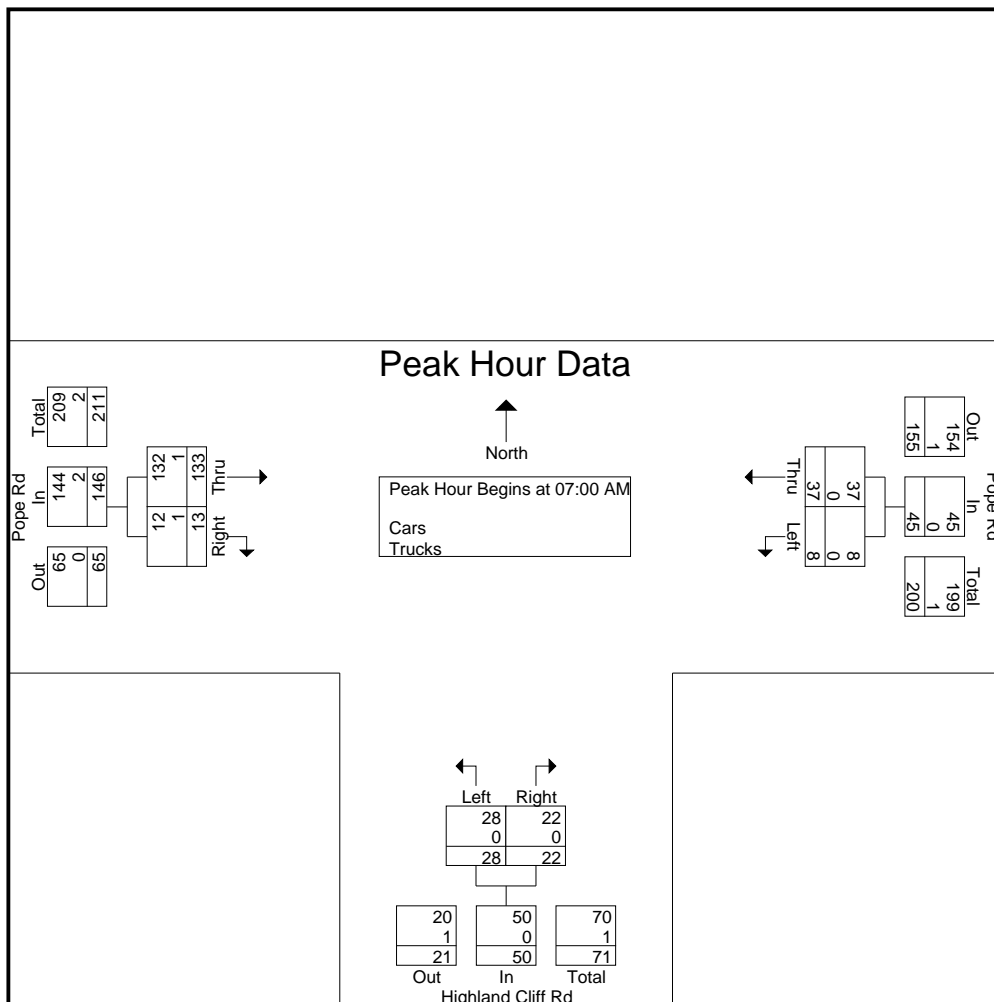 Peak Hour Data
North
Peak Hour Begins at 07:00 AM
Cars
Trucks
Pope Rd
Total
209 2 211
In
144 2 146
Out
65 0 65
Thru
132 1 133
Right
12 1 13
Pope Rd
Out
154 1 155
In
45 0 45
Total
199 1 200
Thru
37 0 37
Left
8 0 8
Left Right
28 22
0 0
28 22
20 50 70
1 0 1
21 50 71
Out In Total
Highland Cliff Rd